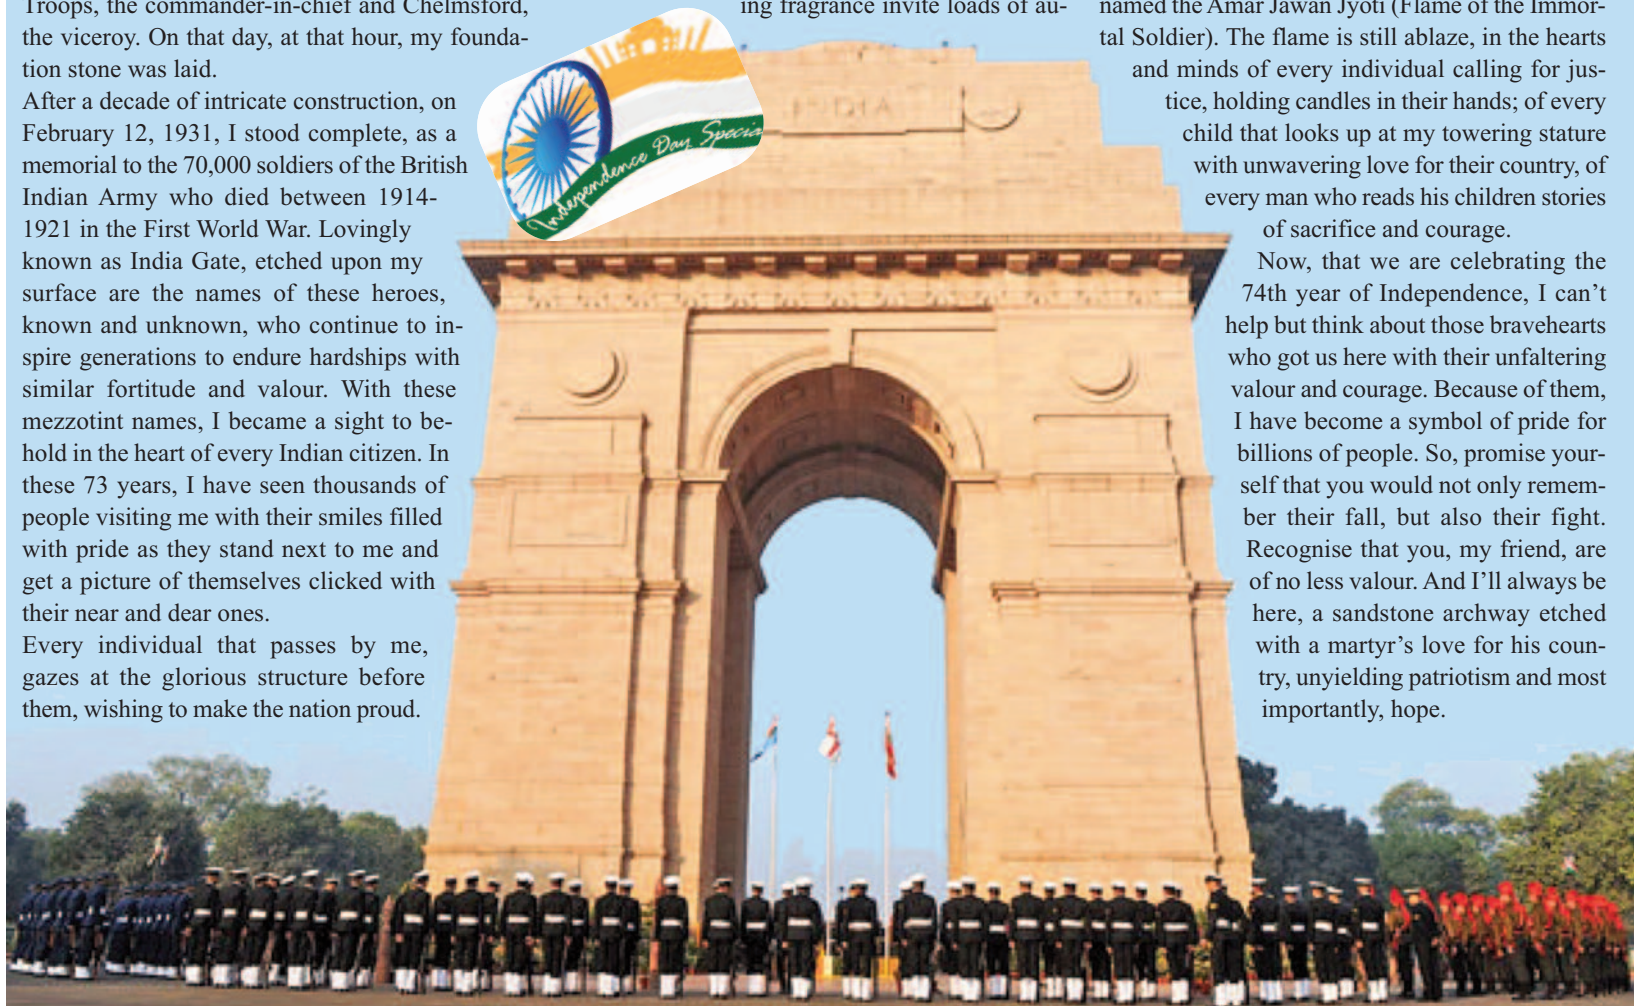 Troops, the commander-in-chief and Chelmsford,
the viceroy. On that day, at that hour, my founda-
tion stone was laid.
After a decade of intricate construction, on
February 12, 1931, I stood complete, as a
memorial to the 70,000 soldiers of the British
Indian Army who died between 1914-
1921 in the First World War. Lovingly
known as India Gate, etched upon my
surface are the names of these heroes,
known and unknown, who continue to in-
spire generations to endure hardships with
similar fortitude and valour. With these
mezzotint names, I became a sight to be-
hold in the heart of every Indian citizen. In
these 73 years, I have seen thousands of
people visiting me with their smiles filled
with pride as they stand next to me and
get a picture of themselves clicked with
their near and dear ones.
Every individual that passes by me,
gazes at the glorious structure before
them, wishing to make the nation proud.
Independence Day Special
ing fragrance invite loads of au-
INDIA
named the Amar Jawan Jyoti (Flame of the Immor-
tal Soldier). The flame is still ablaze, in the hearts
and minds of every individual calling for jus-
tice, holding candles in their hands; of every
child that looks up at my towering stature
with unwavering love for their country, of
every man who reads his children stories
of sacrifice and courage.
Now, that we are celebrating the
74th year of Independence, I can’t
help but think about those bravehearts
who got us here with their unfaltering
valour and courage. Because of them,
I have become a symbol of pride for
billions of people. So, promise your-
self that you would not only remem-
ber their fall, but also their fight.
Recognise that you, my friend, are
of no less valour. And I’ll always be
here, a sandstone archway etched
with a martyr’s love for his coun-
try, unyielding patriotism and most
importantly, hope.